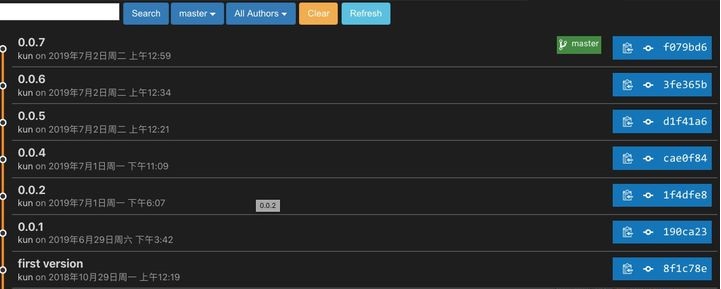 Search master All Authors Clear Refresh
0.0.7
kun on 2019年7月2日周二 上午12:59
master f079bd6
0.0.6
kun on 2019年7月2日周二 上午12:34
3fe365b
0.0.5
kun on 2019年7月2日周二 上午12:21
d1f41a6
0.0.4
kun on 2019年7月1日周一 下午11:09
cae0f84
0.0.2
kun on 2019年7月1日周一 下午6:07
0.0.2
1f4dfe8
0.0.1
kun on 2019年6月29日周六 下午3:42
190ca23
first version
kun on 2018年10月29日周一 上午12:19
8f1c78e